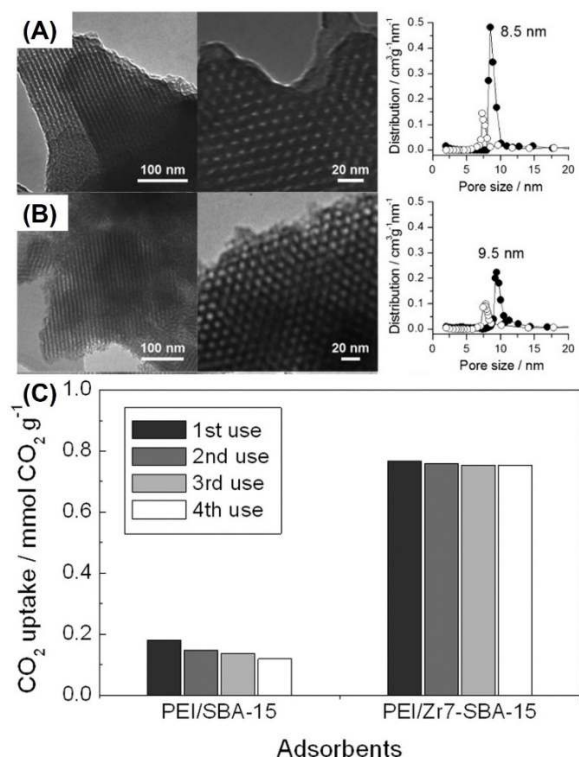 (A)
100 nm
20 nm
8.5 nm
0.5
0.4
0.3
0.2
0.1
0.0
0 5 10 15 20
Distribution / cm³g⁻¹nm⁻¹
Pore size / nm
(B)
100 nm
20 nm
9.5 nm
0.5
0.4
0.3
0.2
0.1
0.0
0 5 10 15 20
Distribution / cm³g⁻¹nm⁻¹
Pore size / nm
(C)
1.0
0.8
0.6
0.4
0.2
0.0
CO₂ uptake / mmol CO₂ g⁻¹
1st use
2nd use
3rd use
4th use
PEI/SBA-15 PEI/Zr7-SBA-15
Adsorbents